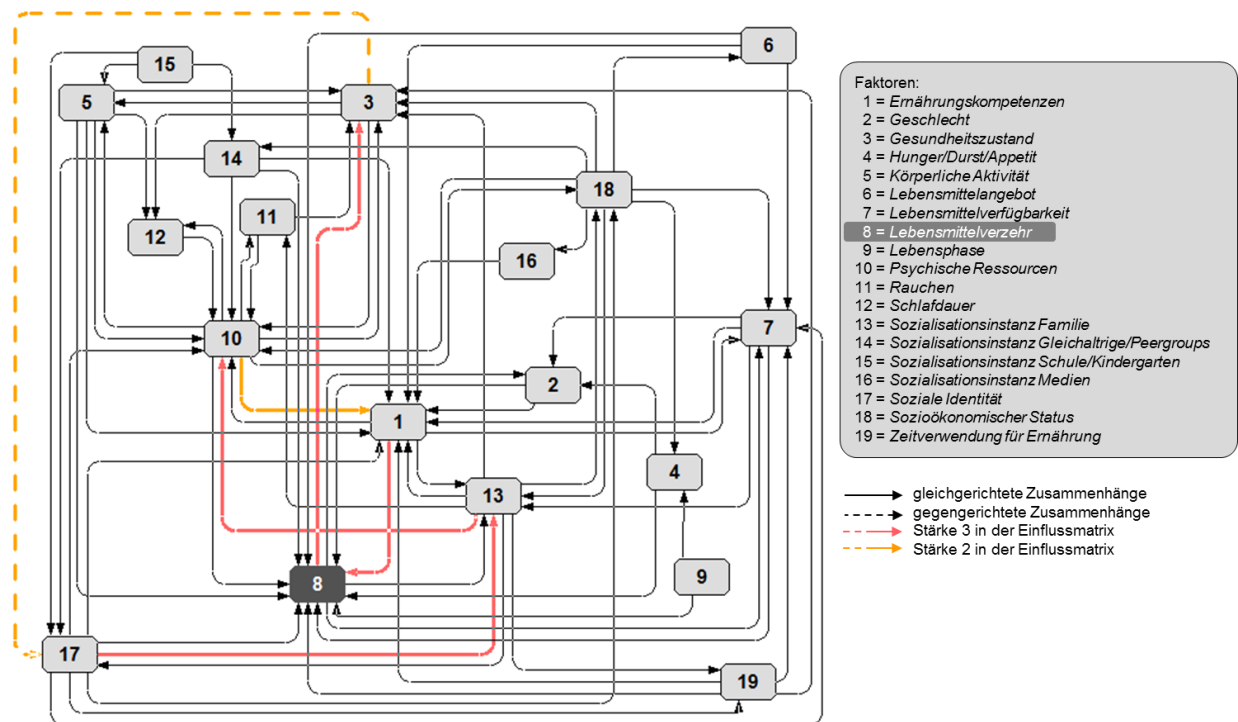 6
15
5
3
14
18
11
12
16
10
7
2
1
4
13
8
9
17
19
Faktoren:
1 = Ernährungskompetenzen
2 = Geschlecht
3 = Gesundheitszustand
4 = Hunger/Durst/Appetit
5 = Körperliche Aktivität
6 = Lebensmittelangebot
7 = Lebensmittelverfügbarkeit
8 = Lebensmittelverzehr
9 = Lebensphase
10 = Psychische Ressourcen
11 = Rauchen
12 = Schlafdauer
13 = Sozialisationsinstanz Familie
14 = Sozialisationsinstanz Gleichaltrige/Peergroups
15 = Sozialisationsinstanz Schule/Kindergarten
16 = Sozialisationsinstanz Medien
17 = Soziale Identität
18 = Sozioökonomischer Status
19 = Zeitverwendung für Ernährung
gleichgerichtete Zusammenhänge
gegengerichtete Zusammenhänge
Stärke 3 in der Einflussmatrix
Stärke 2 in der Einflussmatrix